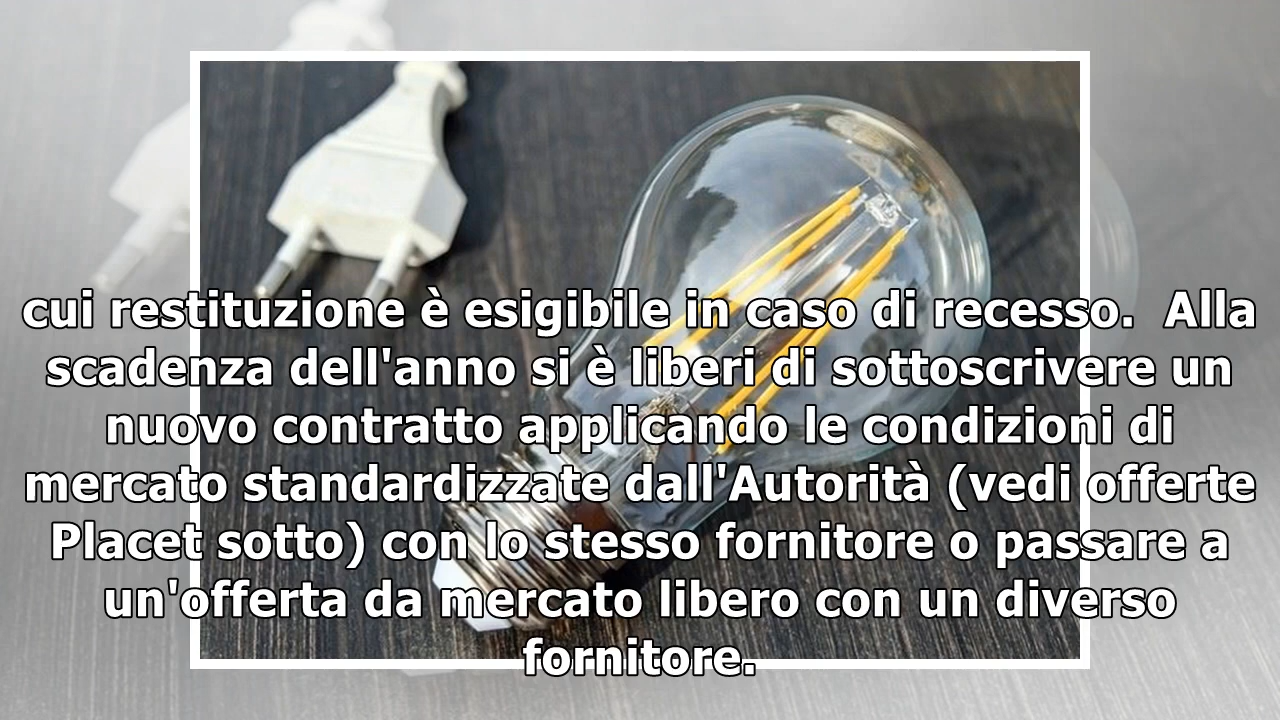 cui restituzione è esigibile in caso di recesso.  Alla
scadenza dell'anno si è liberi di sottoscrivere un
nuovo contratto applicando le condizioni di
mercato standardizzate dall'Autorità (vedi offerte
Placet sotto) con lo stesso fornitore o passare a
un'offerta da mercato libero con un diverso
fornitore.